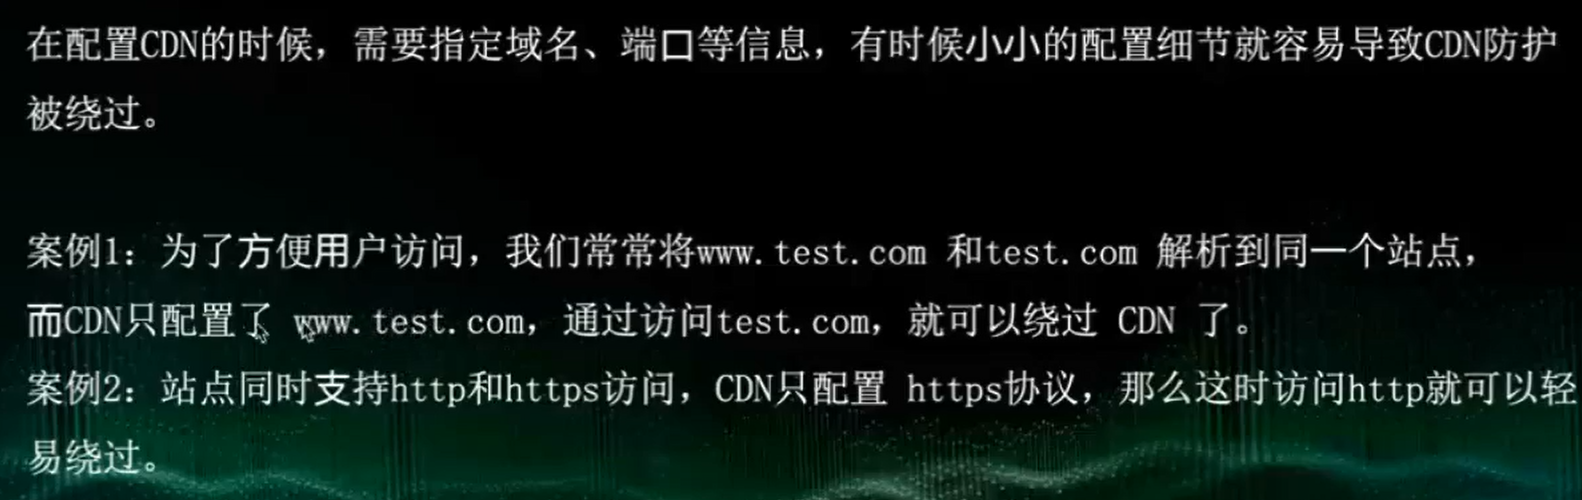 在配置CDN的时候，需要指定域名、端口等信息，有时候小小的配置细节就容易导致CDN防护
被绕过。
案例1：为了方便用户访问，我们常常将www.test.com 和test.com 解析到同一个站点，
而CDN只配置了 www.test.com，通过访问test.com，就可以绕过 CDN 了。
案例2：站点同时支持http和https访问，CDN只配置 https协议，那么这时访问http就可以轻
易绕过。